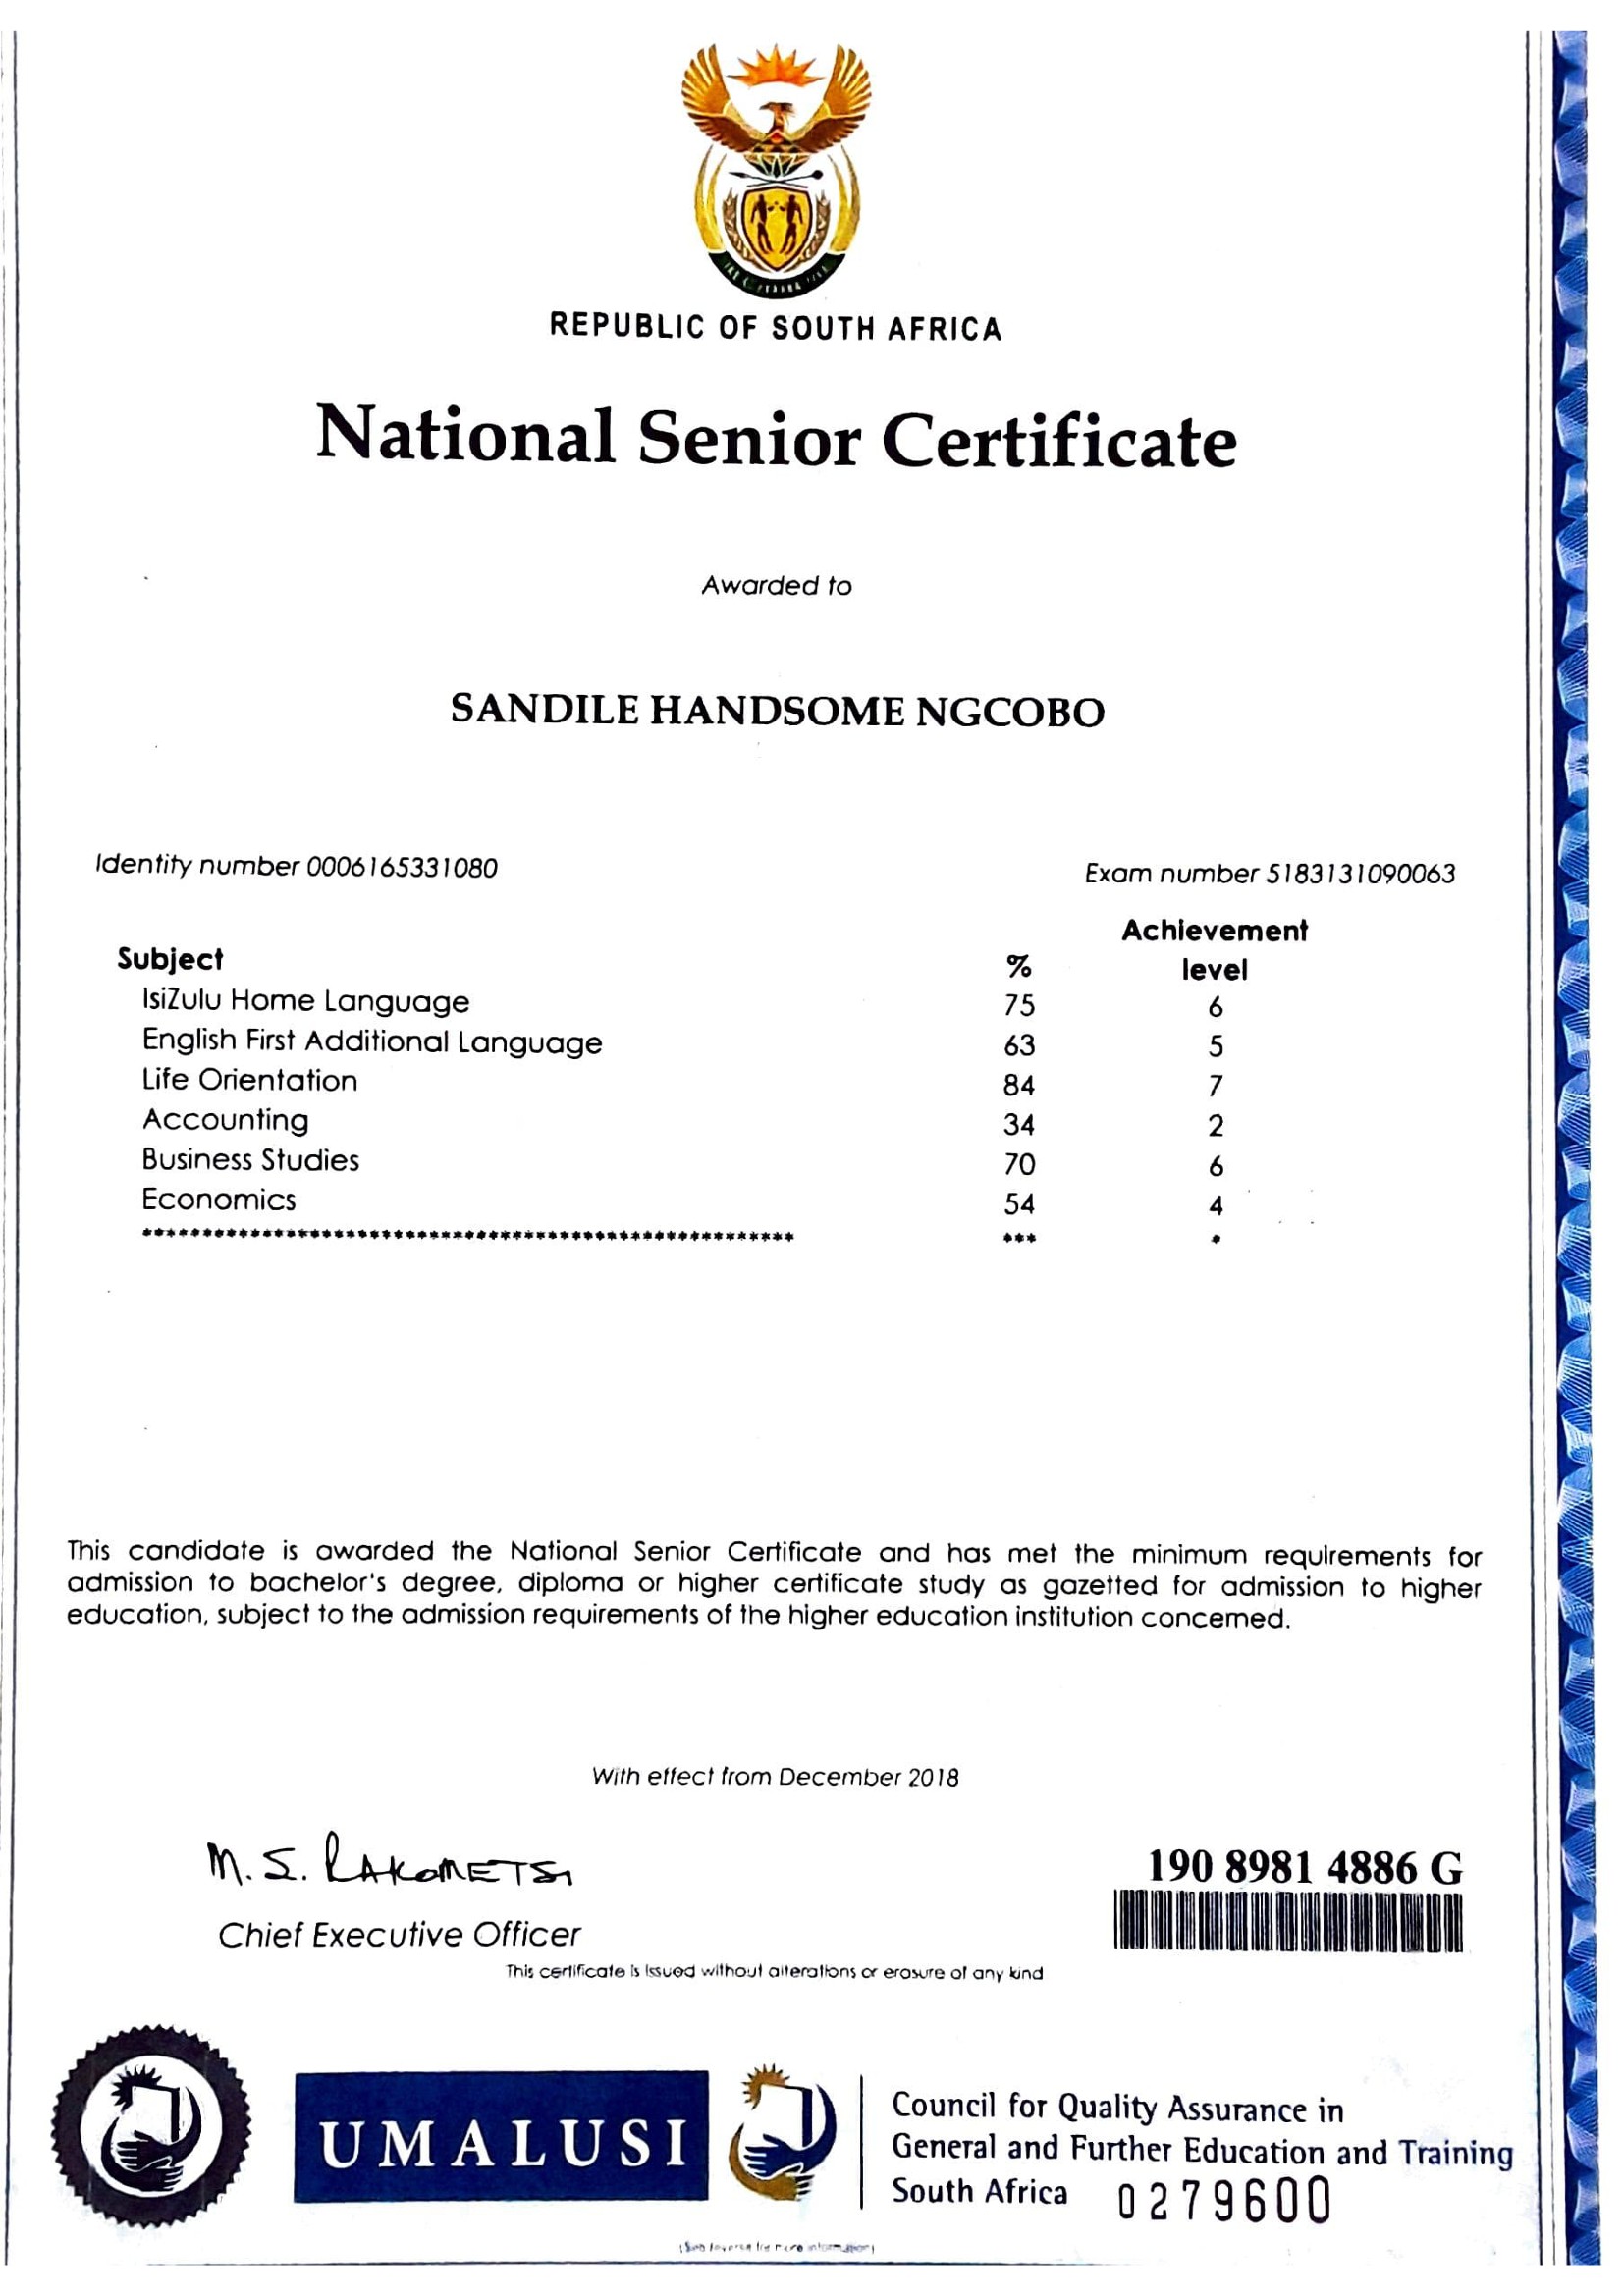 REPUBLIC OF SOUTH AFRICA
National Senior Certificate
Awarded to
SANDILE HANDSOME NGCOBO
Identity number 0006165331080
Exam number 5183131090063
Subject % Achievement level
IsiZulu Home Language 75 6
English First Additional Language 63 5
Life Orientation 84 7
Accounting 34 2
Business Studies 70 6
Economics 54 4
******************************************************* *** *
This candidate is awarded the National Senior Certificate and has met the minimum requirements for
admission to bachelor's degree, diploma or higher certificate study as gazetted for admission to higher
education, subject to the admission requirements of the higher education institution concerned.
With effect from December 2018
M.S. RAKOMETSI
190 8981 4886 G
Chief Executive Officer
This certificate is issued without alterations or erasure of any kind
UMALUSI
Council for Quality Assurance in
General and Further Education and Training
South Africa 0279600
(See reverse for more information)